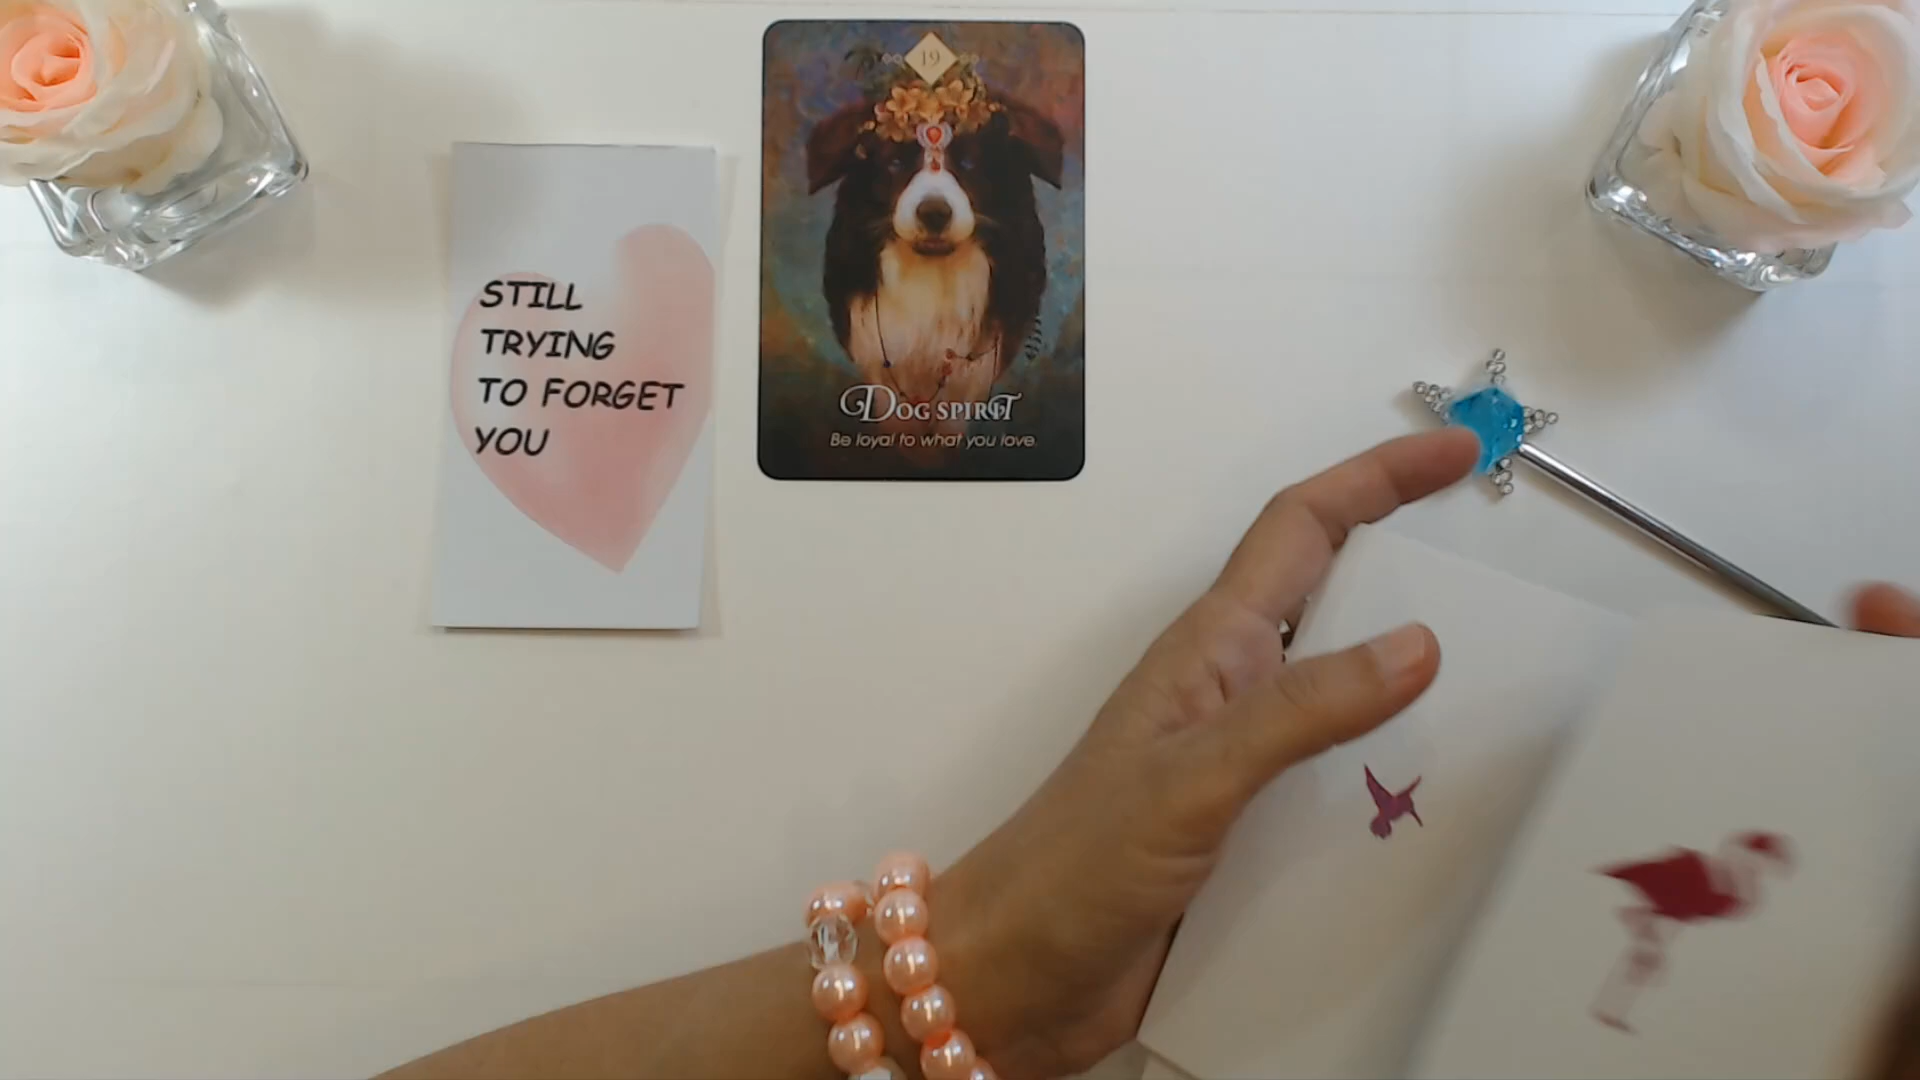 STILL
TRYING
TO FORGET
YOU
19
DOG SPIRIT
Be loyal to what you love